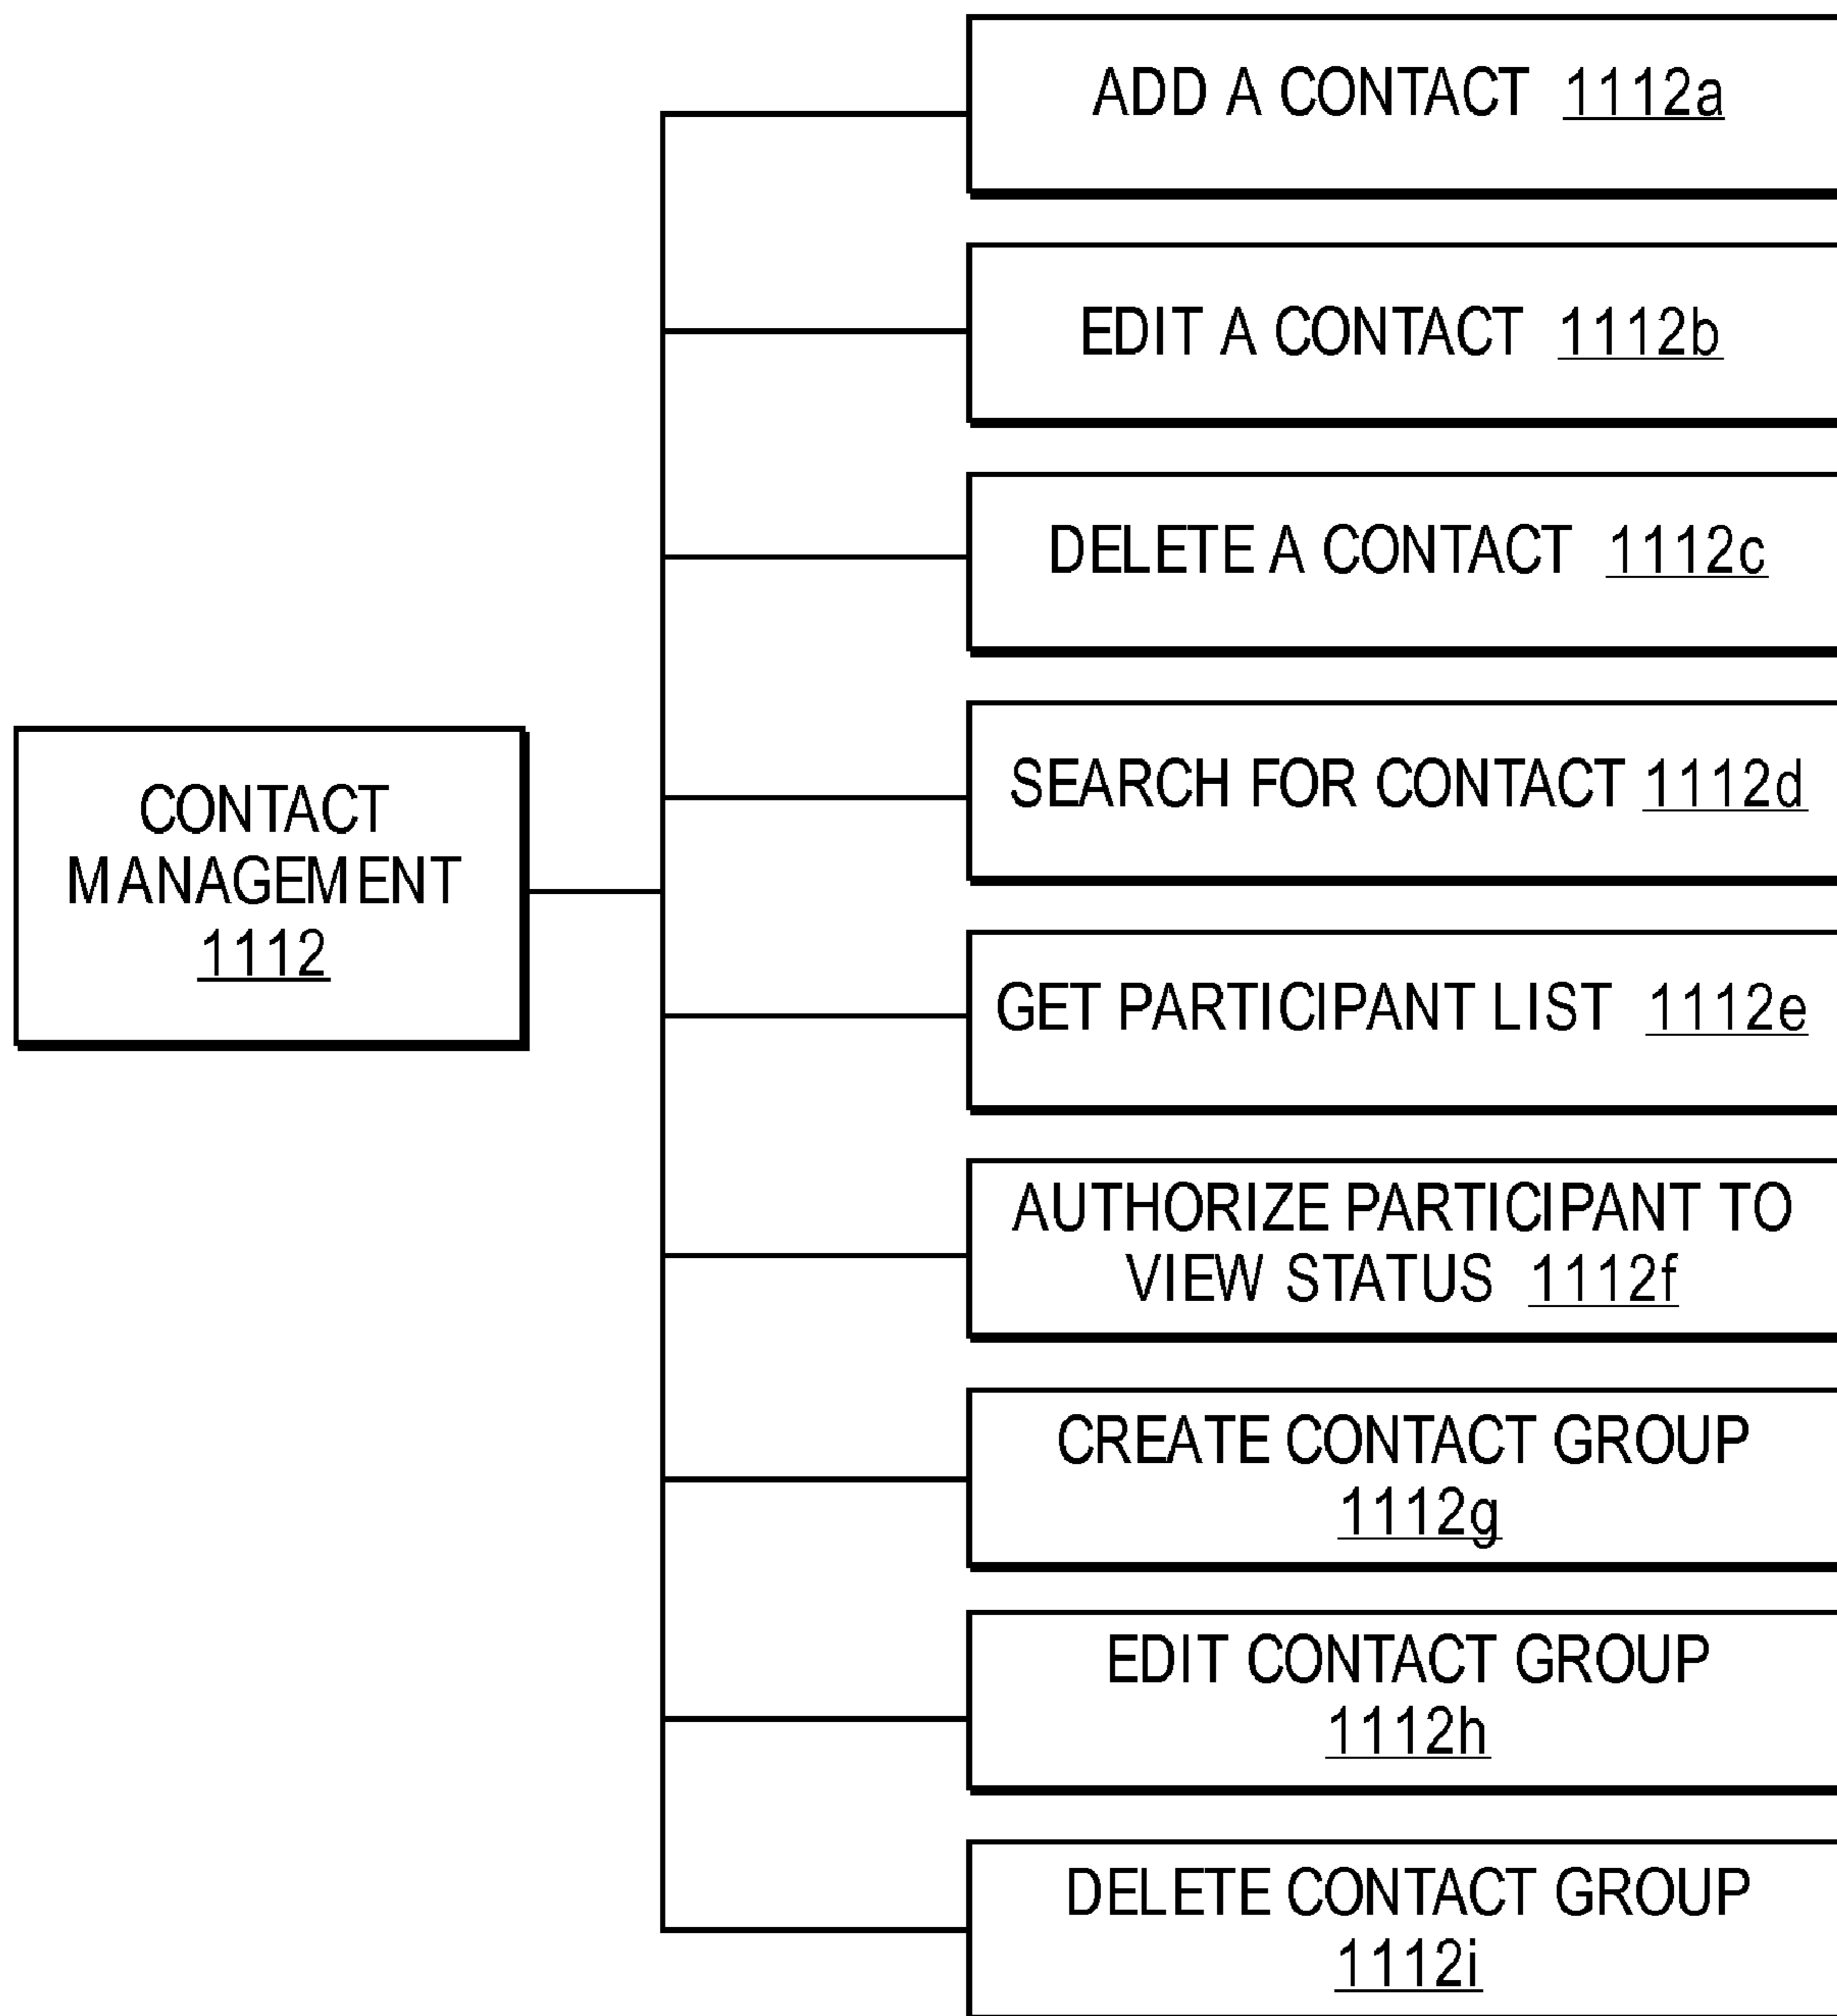 ADD A CONTACT 1112a
EDIT A CONTACT 1112b
DELETE A CONTACT 1112c
SEARCH FOR CONTACT 1112d
CONTACT
MANAGEMENT
1112
GET PARTICIPANT LIST 1112e
AUTHORIZE PARTICIPANT TO
VIEW STATUS 1112f
CREATE CONTACT GROUP
1112g
EDIT CONTACT GROUP
1112h
DELETE CONTACT GROUP
1112i